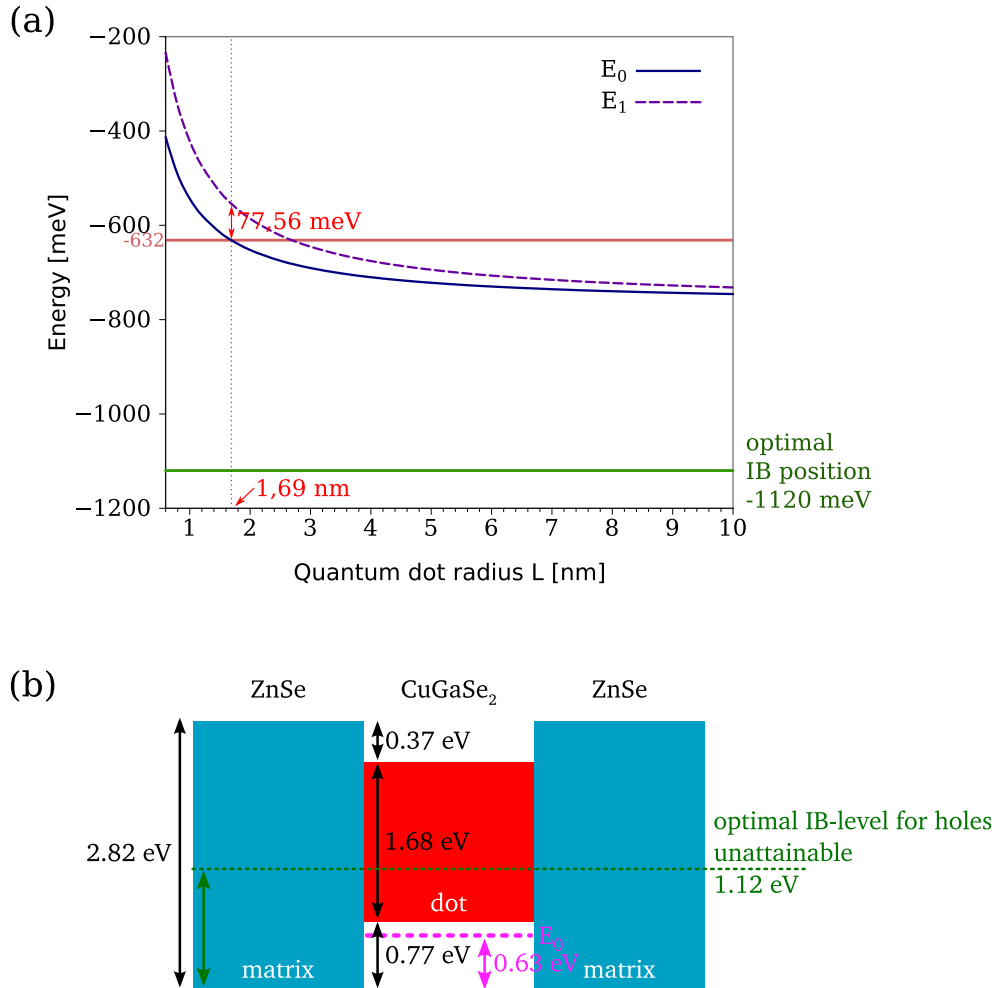 (a)
−200
−400
−600
−800
−1000
−1200
-632
Energy [meV]
E₀
E₁
77,56 meV
1,69 nm
optimal
IB position
-1120 meV
1 2 3 4 5 6 7 8 9 10
Quantum dot radius L [nm]
(b)
ZnSe CuGaSe₂ ZnSe
0.37 eV
2.82 eV
1.68 eV
optimal IB-level for holes
unattainable
1.12 eV
dot
E₀
0.77 eV
0.63 eV
matrix matrix